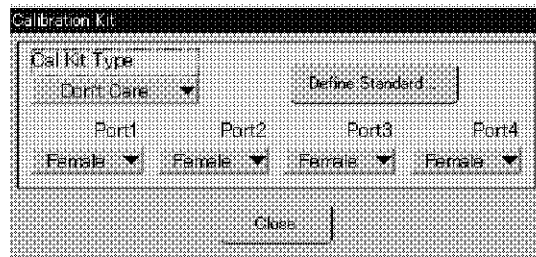 Calibration Kit
Cal Kit Type
Don't Care
Define Standard...
Port1 Port2 Port3 Port4
Female Female Female Female
Close